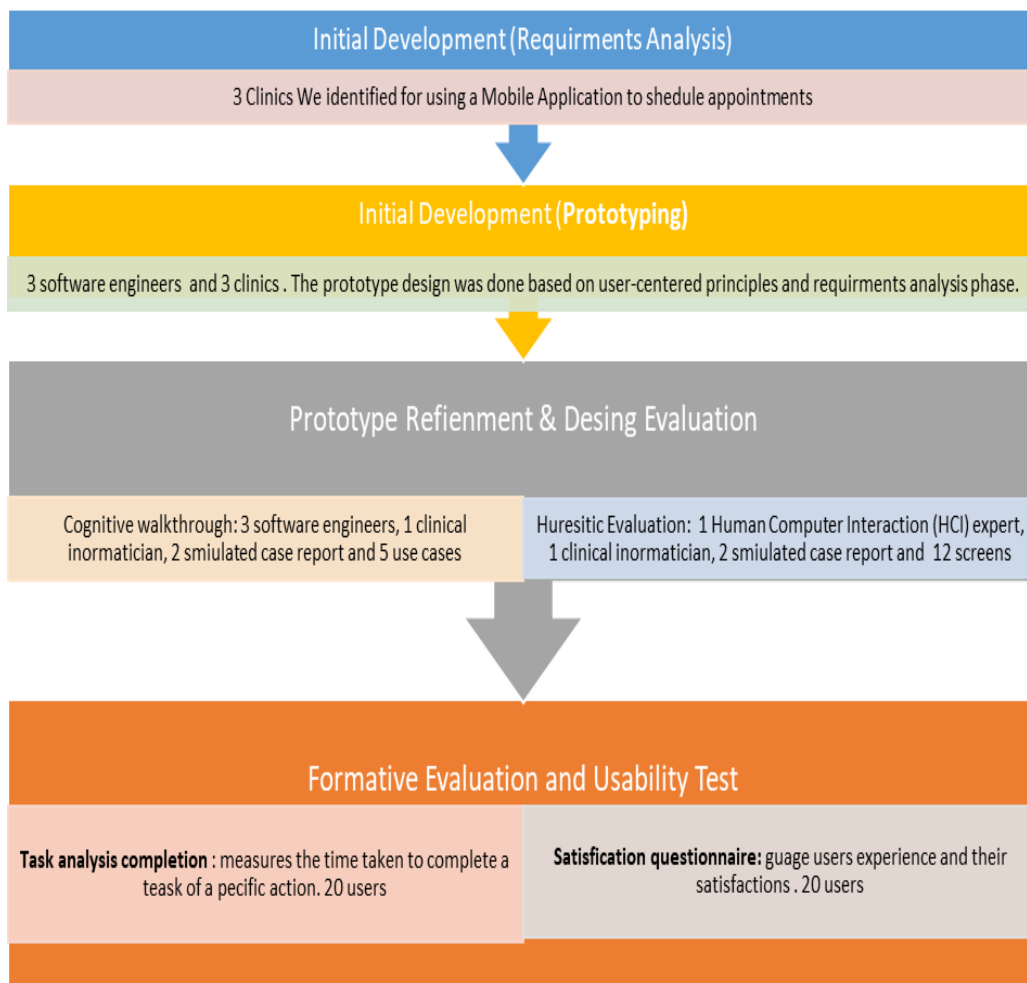 Initial Development (Requirments Analysis)
3 Clinics We identified for using a Mobile Application to shedule appointments
Initial Development (Prototyping)
3 software engineers and 3 clinics . The prototype design was done based on user-centered principles and requirments analysis phase.
Prototype Refienment & Desing Evaluation
Cognitive walkthrough: 3 software engineers, 1 clinical
inormatician, 2 smiulated case report and 5 use cases
Huresitic Evaluation: 1 Human Computer Interaction (HCI) expert,
1 clinical inormatician, 2 smiulated case report and 12 screens
Formative Evaluation and Usability Test
Task analysis completion : measures the time taken to complete a
teask of a pecific action. 20 users
Satisfication questionnaire: guage users experience and their
satisfactions . 20 users